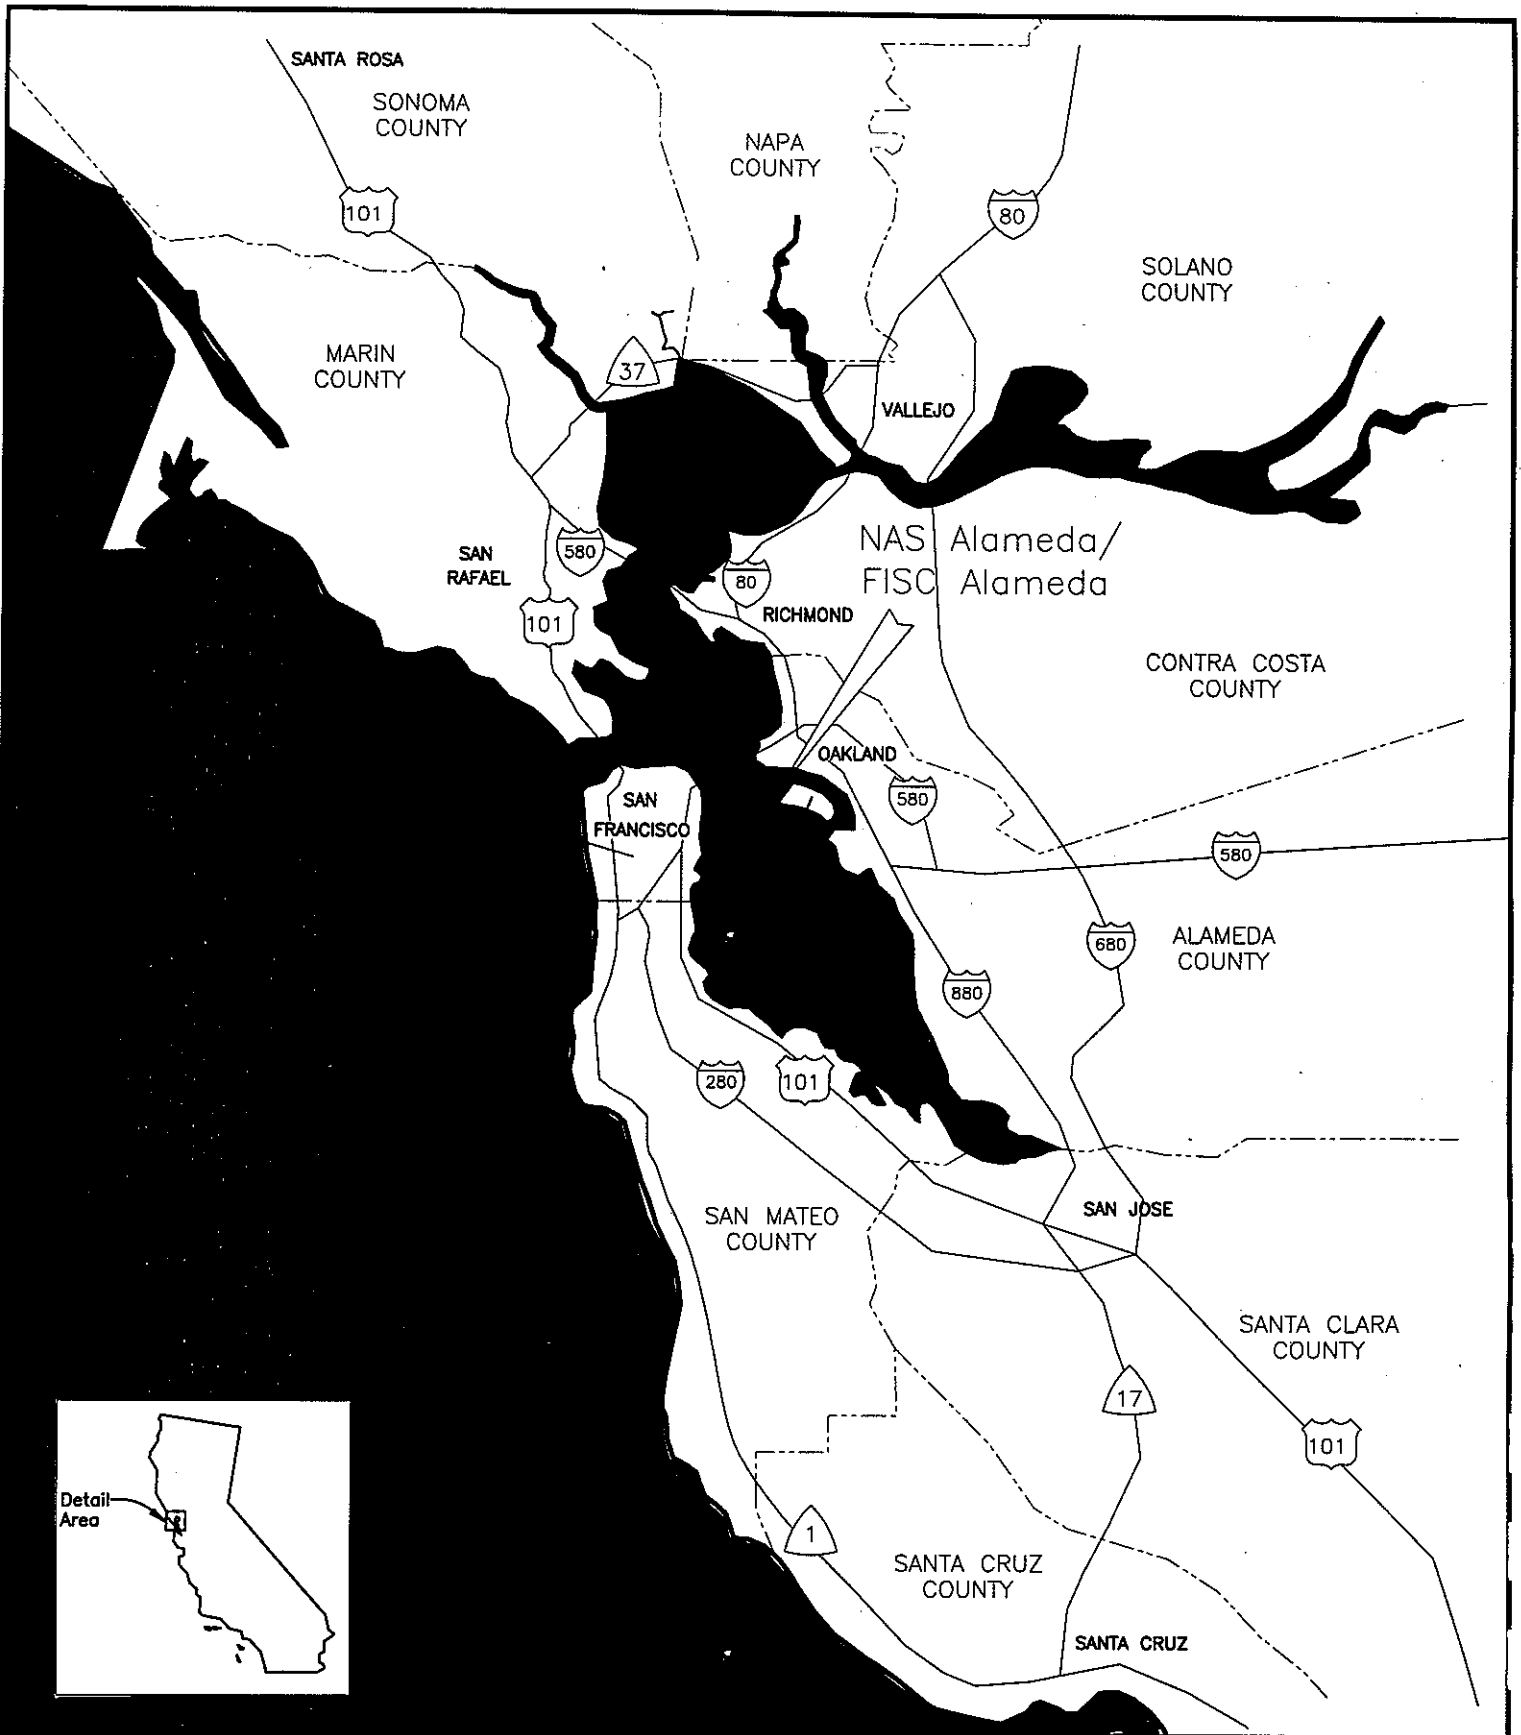 SANTA ROSA
SONOMA
COUNTY
NAPA
COUNTY
101
80
SOLANO
COUNTY
MARIN
COUNTY
37
VALLEJO
NAS Alameda/
FISC Alameda
SAN
RAFAEL
580
80
101
RICHMOND
CONTRA COSTA
COUNTY
OAKLAND
SAN
FRANCISCO
580
580
680
ALAMEDA
COUNTY
880
280
101
SAN MATEO
COUNTY
SAN JOSE
SANTA CLARA
COUNTY
17
101
Detail
Area
1
SANTA CRUZ
COUNTY
SANTA CRUZ